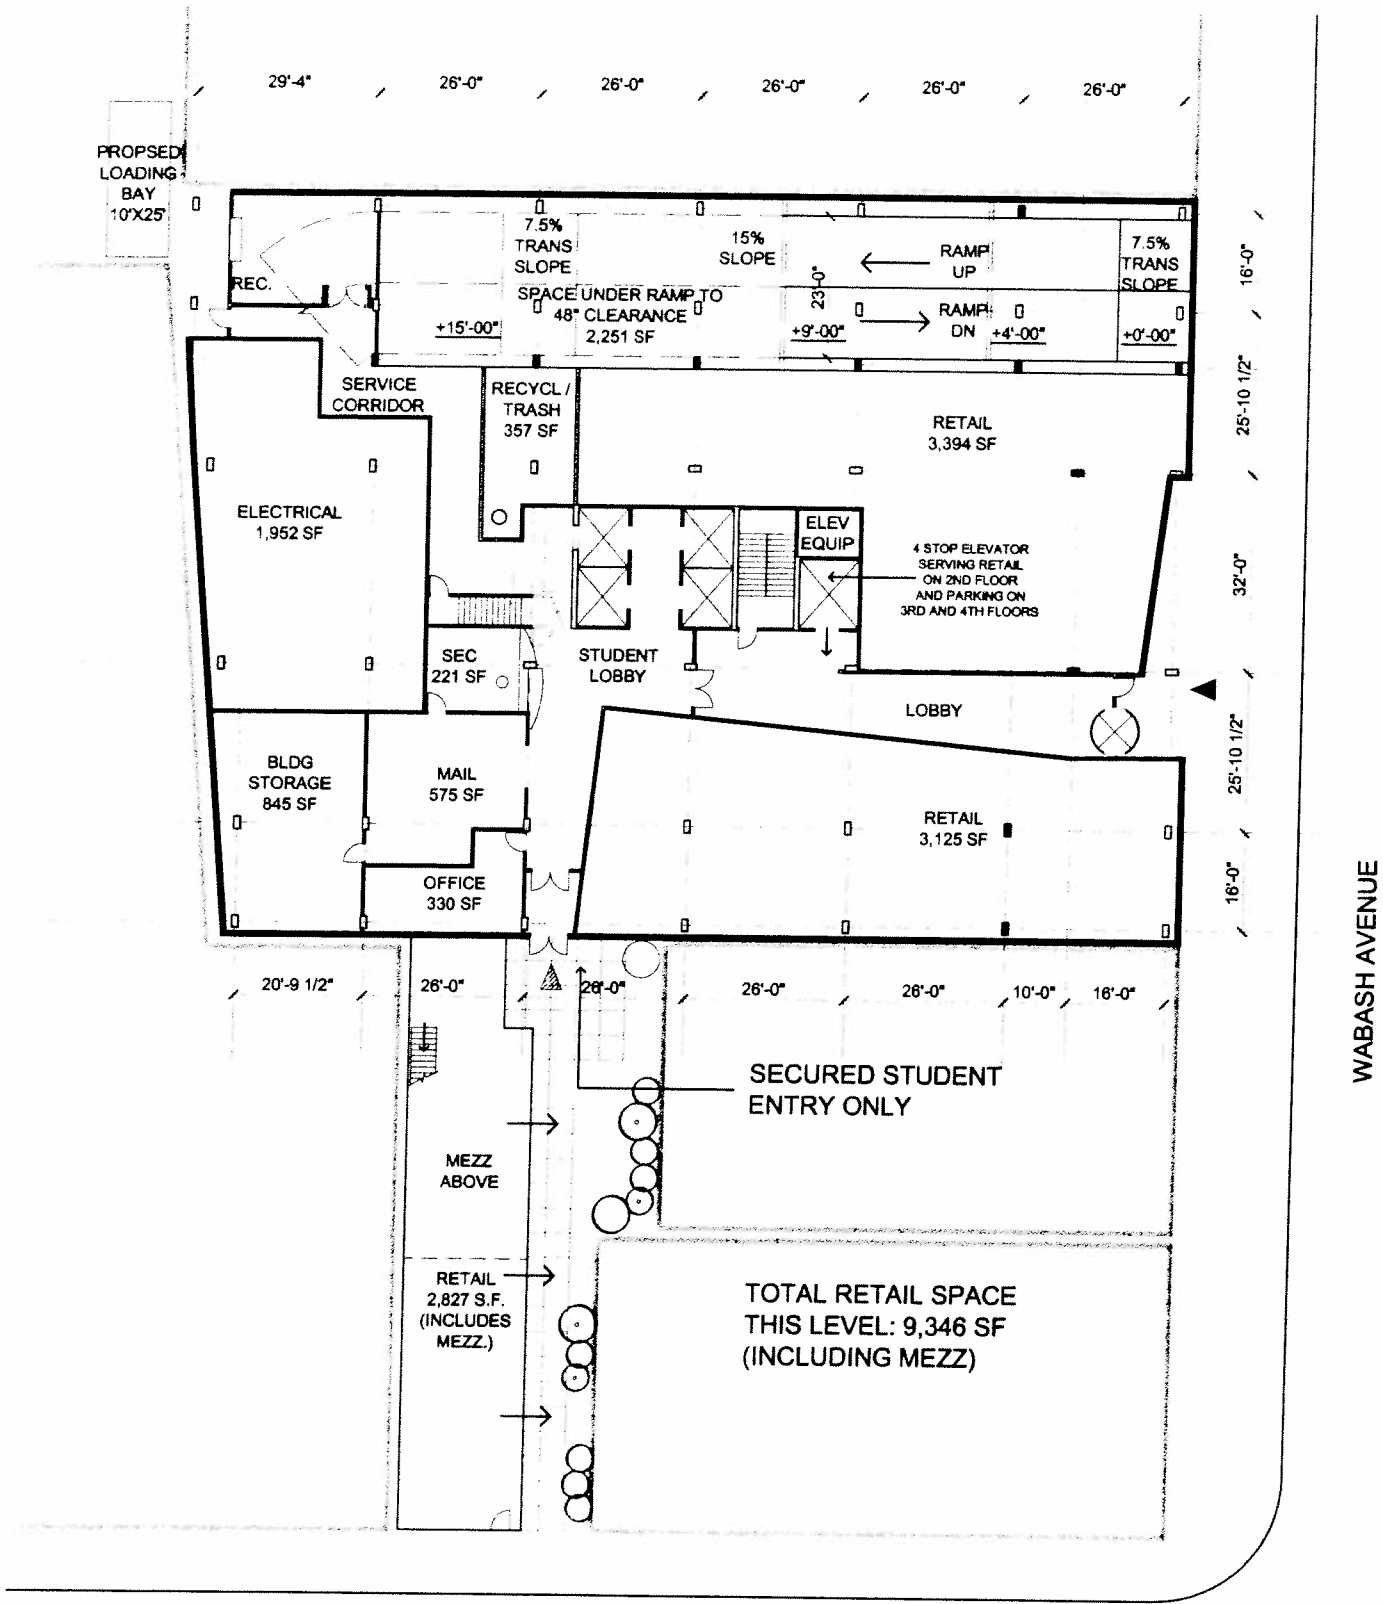 29'-4"
26'-0"
26'-0"
26'-0"
26'-0"
26'-0"
PROPSED
LOADING
BAY
10'X25'
7.5%
TRANS
SLOPE
15%
SLOPE
RAMP
UP
7.5%
TRANS
SLOPE
16'-0"
REC.
SPACE UNDER RAMP TO
48" CLEARANCE
2,251 SF
23'-0"
RAMP
DN
+15'-00"
+9'-00"
+4'-00"
+0'-00"
SERVICE
CORRIDOR
RECYCL /
TRASH
357 SF
RETAIL
3,394 SF
25'-10 1/2"
ELECTRICAL
1,952 SF
ELEV
EQUIP
4 STOP ELEVATOR
SERVING RETAIL
ON 2ND FLOOR
AND PARKING ON
3RD AND 4TH FLOORS
32'-0"
SEC
221 SF
STUDENT
LOBBY
LOBBY
BLDG
STORAGE
845 SF
MAIL
575 SF
25'-10 1/2"
RETAIL
3,125 SF
OFFICE
330 SF
16'-0"
WABASH AVENUE
20'-9 1/2"
26'-0"
26'-0"
26'-0"
26'-0"
10'-0"
16'-0"
SECURED STUDENT
ENTRY ONLY
MEZZ
ABOVE
RETAIL
2,827 S.F.
(INCLUDES
MEZZ.)
TOTAL RETAIL SPACE
THIS LEVEL: 9,346 SF
(INCLUDING MEZZ)